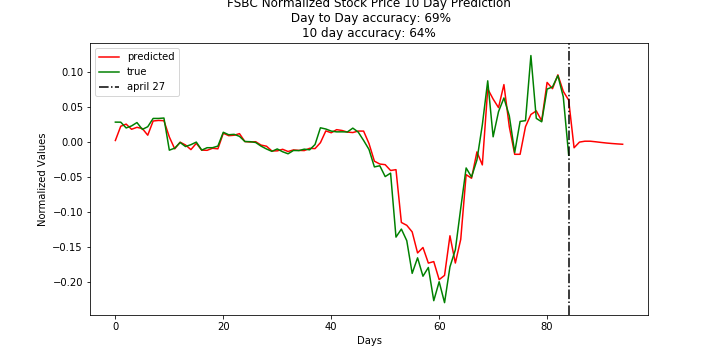 FSBC Normalized Stock Price 10 Day Prediction
Day to Day accuracy: 69%
10 day accuracy: 64%
predicted
true
april 27
Normalized Values
0.10
0.05
0.00
−0.05
−0.10
−0.15
−0.20
0 20 40 60 80
Days